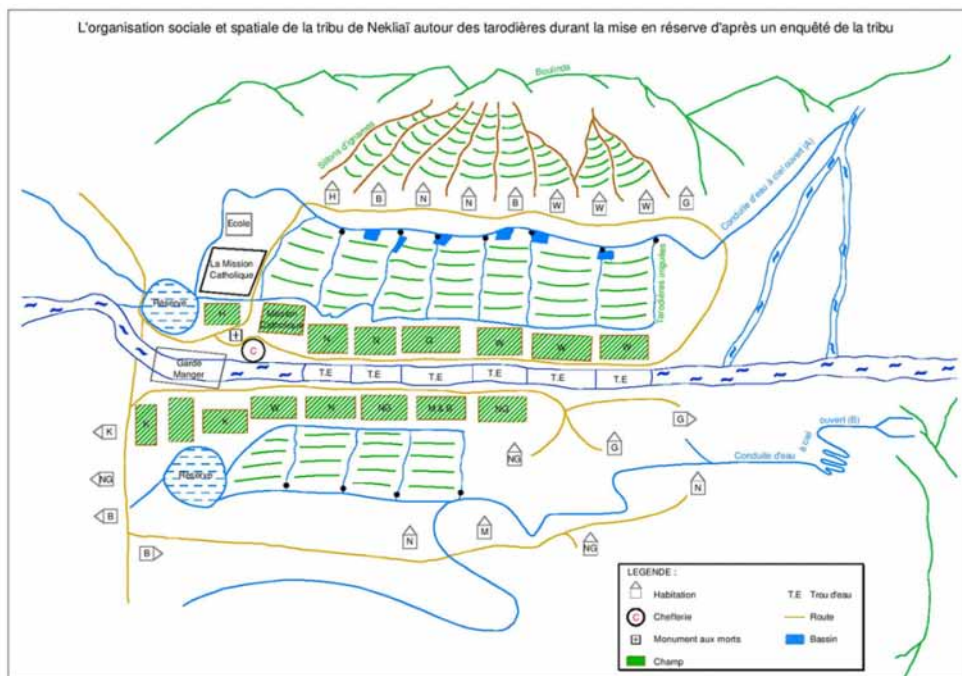 L'organisation sociale et spatiale de la tribu de Nekliaï autour des tarodières durant la mise en réserve d'après un enquêté de la tribu
Boulinda
Sillons d'ignames
Conduite d'eau à ciel ouvert (A)
H B N N B W W W G
Ecole
La Mission
Catholique
Tarodières irriguées
Réserve
H
Mission
Catholique
N N G W W W
C
Garde
Manger
T.E T.E T.E T.E T.E T.E
K K W N NG M & B NG
K
G
G
NG
ouvert (B)
à ciel
Conduite d'eau
Réserve
NG
N
B
N
M
NG
B
LEGENDE :
Habitation
C Chefferie
Monument aux morts
Champ
T.E Trou d'eau
Route
Bassin